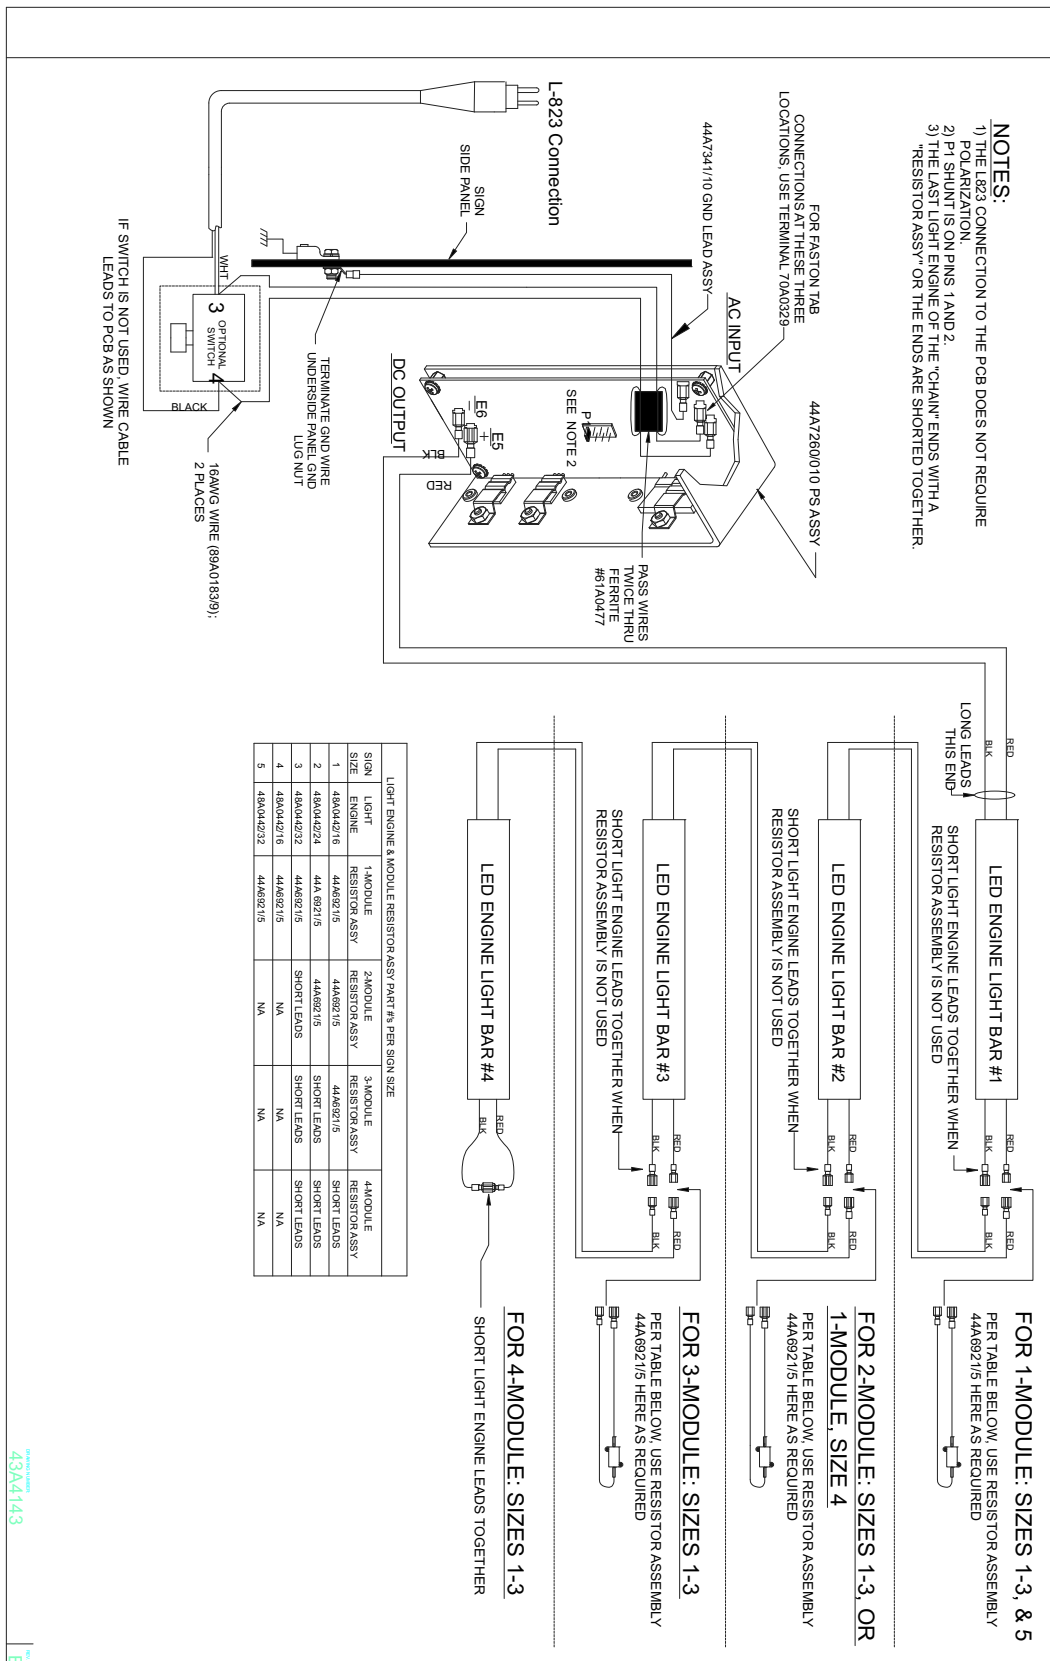 NOTES:
1) THE L823 CONNECTION TO THE PCB DOES NOT REQUIRE
POLARIZATION.
2) P1 SHUNT IS ON PINS 1 AND 2.
3) THE LAST LIGHT ENGINE OF THE "CHAIN" ENDS WITH A
"RESISTOR ASSY" OR THE ENDS ARE SHORTED TOGETHER.
44A7260/010 PS ASSY
FOR FASTON TAB
CONNECTIONS AT THESE THREE
LOCATIONS, USE TERMINAL 70A0329
44A7341/10 GND LEAD ASSY
AC INPUT
PASS WIRES
TWICE THRU
FERRITE
#61A0477
P1
SEE NOTE 2
L-823 Connection
SIGN
SIDE PANEL
E6
-
E5
+
BLK
RED
DC OUTPUT
TERMINATE GND WIRE
UNDERSIDE PANEL GND
LUG NUT
WHT
3
OPTIONAL
SWITCH
4
BLACK
16AWG WIRE (89A0183/9);
2 PLACES
IF SWITCH IS NOT USED, WIRE CABLE
LEADS TO PCB AS SHOWN
FOR 1-MODULE: SIZES 1-3, & 5
PER TABLE BELOW, USE RESISTOR ASSEMBLY
44A6921/5 HERE AS REQUIRED
RED
BLK
LONG LEADS
THIS END
LED ENGINE LIGHT BAR #1
RED
BLK
RED
BLK
SHORT LIGHT ENGINE LEADS TOGETHER WHEN
RESISTOR ASSEMBLY IS NOT USED
FOR 2-MODULE: SIZES 1-3, OR
1-MODULE, SIZE 4
PER TABLE BELOW, USE RESISTOR ASSEMBLY
44A6921/5 HERE AS REQUIRED
LED ENGINE LIGHT BAR #2
RED
BLK
RED
BLK
SHORT LIGHT ENGINE LEADS TOGETHER WHEN
RESISTOR ASSEMBLY IS NOT USED
FOR 3-MODULE: SIZES 1-3
PER TABLE BELOW, USE RESISTOR ASSEMBLY
44A6921/5 HERE AS REQUIRED
LED ENGINE LIGHT BAR #3
RED
BLK
RED
BLK
SHORT LIGHT ENGINE LEADS TOGETHER WHEN
RESISTOR ASSEMBLY IS NOT USED
FOR 4-MODULE: SIZES 1-3
LED ENGINE LIGHT BAR #4
RED
BLK
SHORT LIGHT ENGINE LEADS TOGETHER
LIGHT ENGINE & MODULE RESISTOR ASSY PART #'s PER SIGN SIZE
SIGN SIZE LIGHT ENGINE 1-MODULE RESISTOR ASSY 2-MODULE RESISTOR ASSY 3-MODULE RESISTOR ASSY 4-MODULE RESISTOR ASSY
1 48A0442/16 44A6921/5 44A6921/5 44A6921/5 SHORT LEADS
2 48A0442/24 44A 6921/5 44A6921/5 SHORT LEADS SHORT LEADS
3 48A0442/32 44A6921/5 SHORT LEADS SHORT LEADS SHORT LEADS
4 48A0442/16 44A6921/5 NA NA NA
5 48A0442/32 44A6921/5 NA NA NA
43A4143